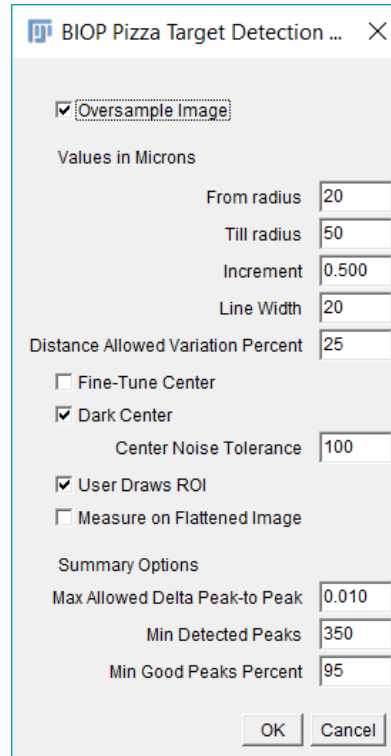 BIOP Pizza Target Detection ...
Oversample Image
Values in Microns
From radius 20
Till radius 50
Increment 0.500
Line Width 20
Distance Allowed Variation Percent 25
Fine-Tune Center
Dark Center
Center Noise Tolerance 100
User Draws ROI
Measure on Flattened Image
Summary Options
Max Allowed Delta Peak-to Peak 0.010
Min Detected Peaks 350
Min Good Peaks Percent 95
OK Cancel